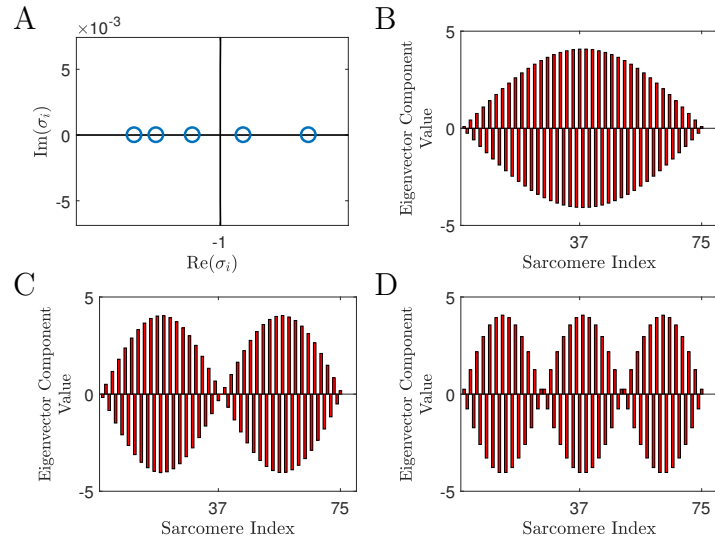 A
×10⁻³
5
0
-5
Im(σᵢ)
-1
Re(σᵢ)
B
5
0
-5
Eigenvector Component
Value
37
75
Sarcomere Index
C
5
0
-5
Eigenvector Component
Value
37
75
Sarcomere Index
D
5
0
-5
Eigenvector Component
Value
37
75
Sarcomere Index